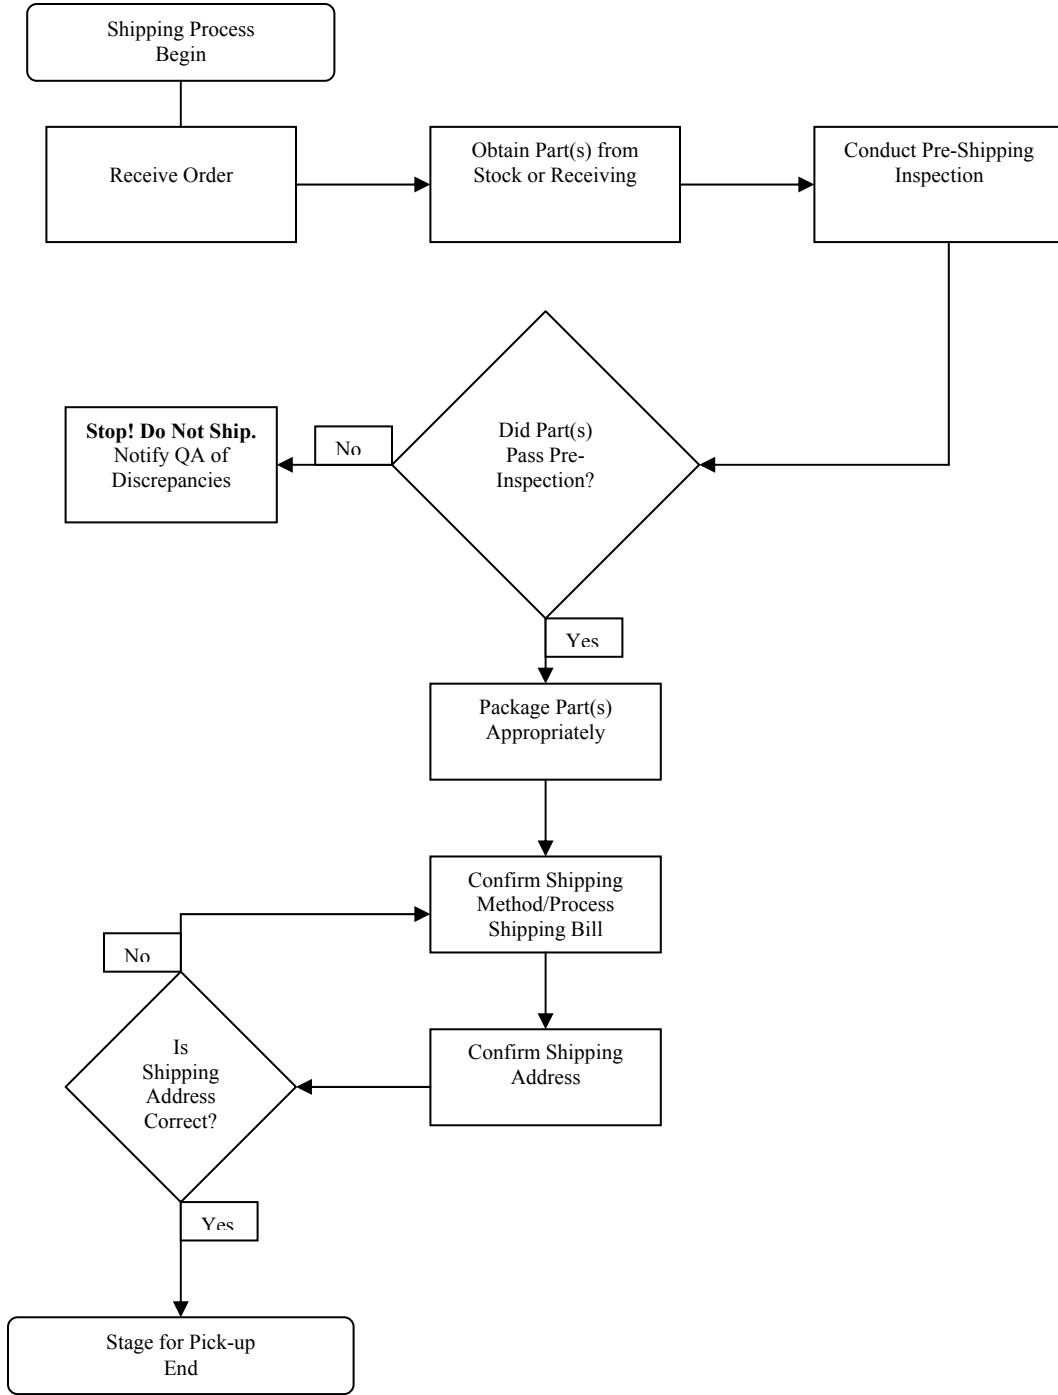 Shipping Process
Begin
Receive Order
Obtain Part(s) from
Stock or Receiving
Conduct Pre-Shipping
Inspection
Stop! Do Not Ship.
Notify QA of
Discrepancies
No
Did Part(s)
Pass Pre-
Inspection?
Yes
Package Part(s)
Appropriately
Confirm Shipping
Method/Process
Shipping Bill
No
Is
Shipping
Address
Correct?
Confirm Shipping
Address
Yes
Stage for Pick-up
End